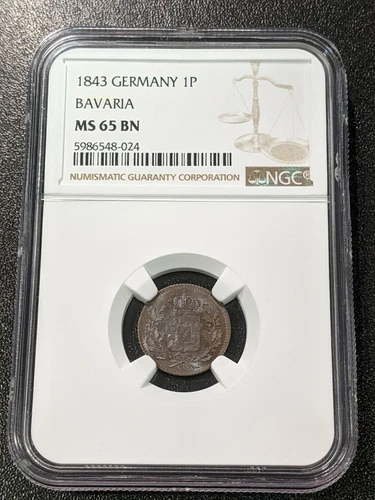 1843 GERMANY 1P
BAVARIA
MS 65 BN
5986548-024
NUMISMATIC GUARANTY CORPORATION
NGC®